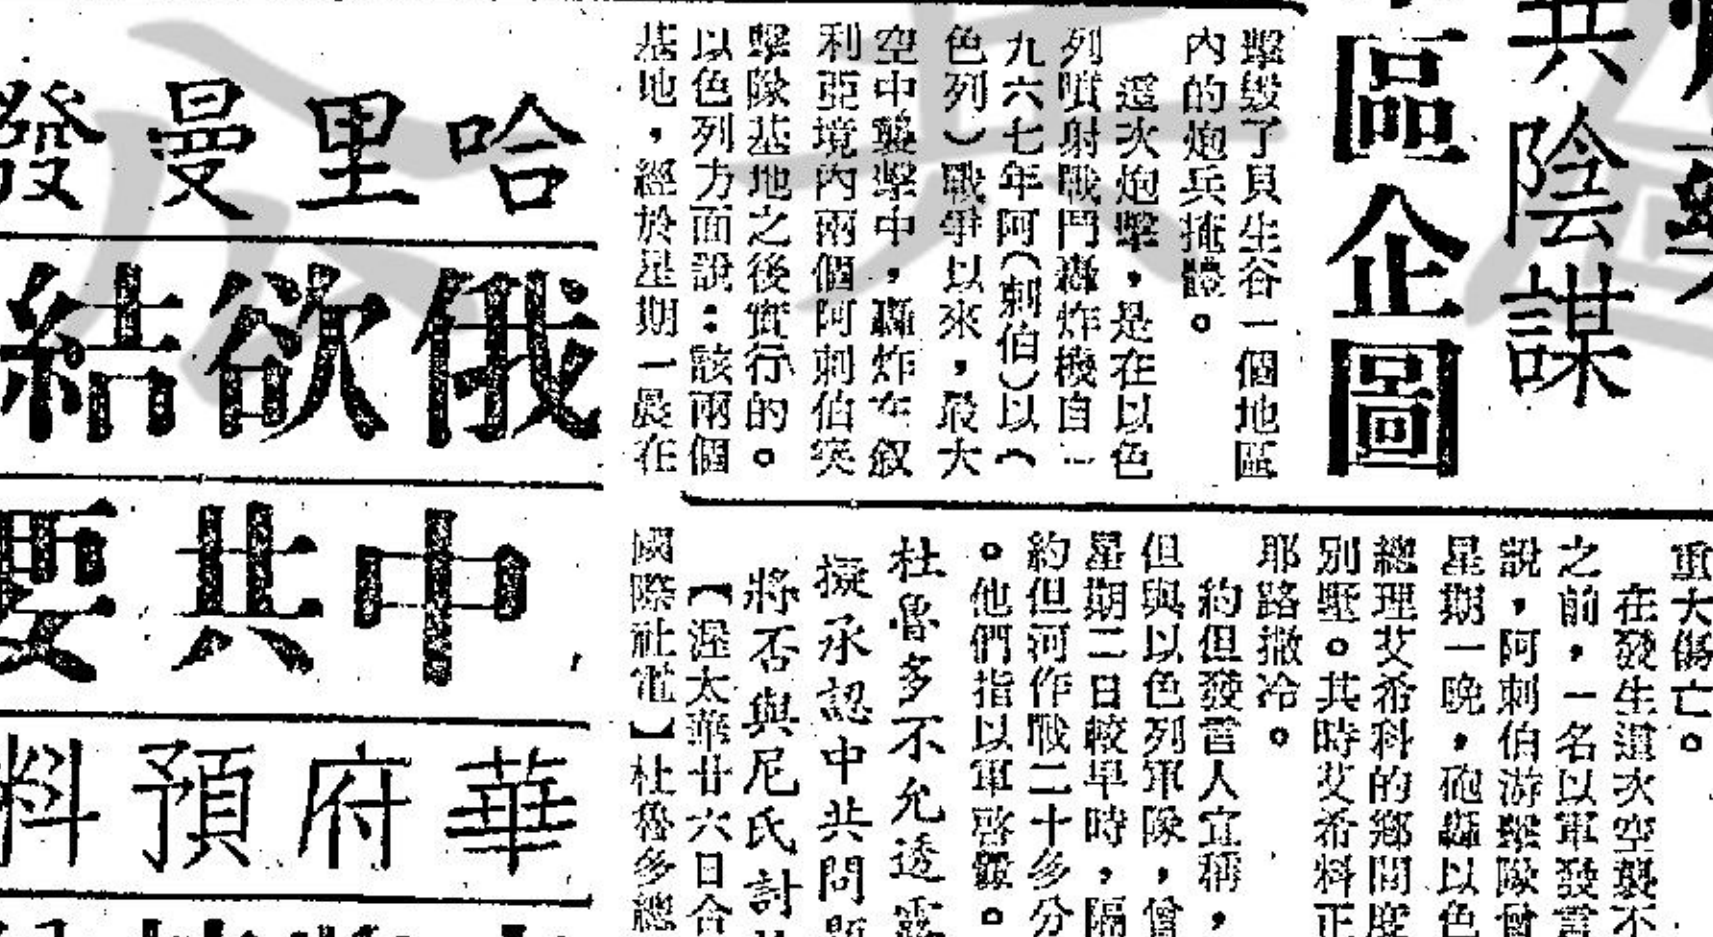 共陰謀
區企圖
擊毀了貝生谷一個地區
內的炮兵掩護。
這次炮擊,是在以色
列噴射戰鬥轟炸機自一
九六七年阿(剌伯)以(
色列)戰爭以來,最大
空中襲擊中,轟炸在叙
利亞境內兩個阿剌伯突
擊隊基地之後實行的。
以色列力面說:該兩個
基地,經於星期一晨在
重大傷亡。
在發生這次空襲不
之前,一名以軍發言
說,阿剌伯游擊隊曾
星期一晚,砲轟以色
總理艾希科的鄉間度
別墅。其時艾希科正
耶路撒冷。
約但發言人宣稱,
但與以色列軍隊,曾
星期二日較早時,隔
約但河作戰二十多分
。他們指以軍啓釁。
杜魯多不允透露
擬承認中共問題
將否與尼氏討
【渥太華廿六日合
國際社電】杜魯多總
哈里曼發
俄欲結
中共要
華府預料